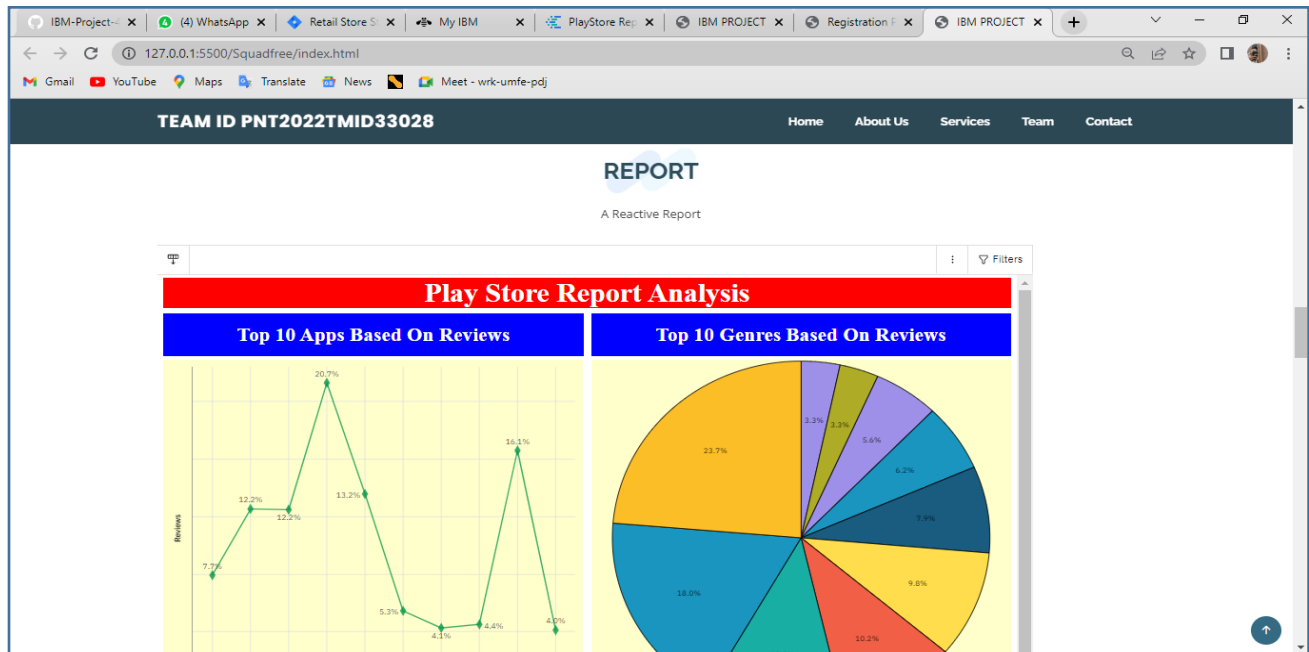 IBM-Project-4
(4) WhatsApp
Retail Store S
My IBM
PlayStore Rep
IBM PROJECT
Registration F
IBM PROJECT
127.0.0.1:5500/Squadfree/index.html
Gmail
YouTube
Maps
Translate
News
Meet - wrk-umfe-pdj
TEAM ID PNT2022TMID33028
Home
About Us
Services
Team
Contact
REPORT
A Reactive Report
Filters
Play Store Report Analysis
Top 10 Apps Based On Reviews
Reviews
7.7%
12.2%
12.2%
20.7%
13.2%
5.3%
4.1%
4.4%
16.1%
4.0%
Top 10 Genres Based On Reviews
3.3%
3.3%
5.6%
6.2%
7.9%
9.8%
10.2%
18.0%
23.7%